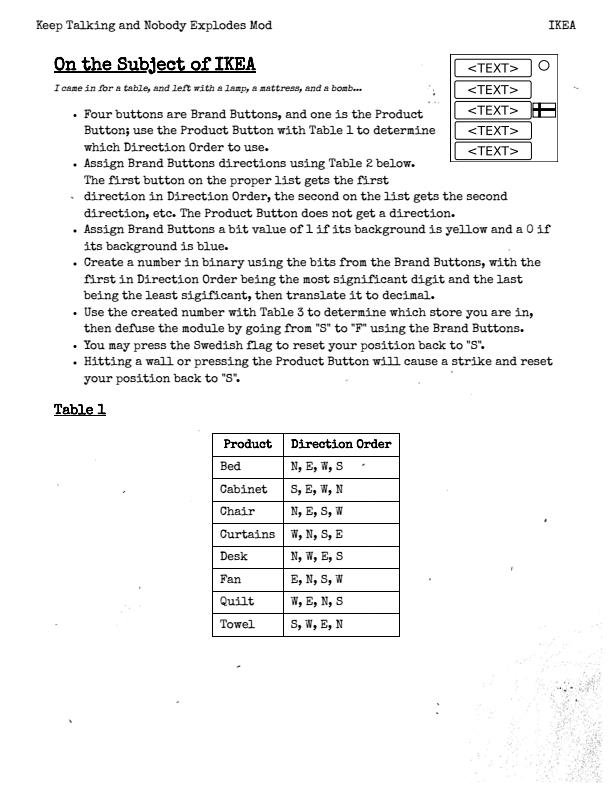 Keep Talking and Nobody Explodes Mod IKEA
On the Subject of IKEA
I came in for a table, and left with a lamp, a mattress, and a bomb...
<TEXT>
<TEXT>
<TEXT>
<TEXT>
<TEXT>
• Four buttons are Brand Buttons, and one is the Product
Button; use the Product Button with Table 1 to determine
which Direction Order to use.
• Assign Brand Buttons directions using Table 2 below.
The first button on the proper list gets the first
direction in Direction Order, the second on the list gets the second
direction, etc. The Product Button does not get a direction.
• Assign Brand Buttons a bit value of 1 if its background is yellow and a 0 if
its background is blue.
• Create a number in binary using the bits from the Brand Buttons, with the
first in Direction Order being the most significant digit and the last
being the least sigificant, then translate it to decimal.
• Use the created number with Table 3 to determine which store you are in,
then defuse the module by going from "S" to "F" using the Brand Buttons.
• You may press the Swedish flag to reset your position back to "S".
• Hitting a wall or pressing the Product Button will cause a strike and reset
your position back to "S".
Table 1
Product Direction Order
Bed N, E, W, S
Cabinet S, E, W, N
Chair N, E, S, W
Curtains W, N, S, E
Desk N, W, E, S
Fan E, N, S, W
Quilt W, E, N, S
Towel S, W, E, N